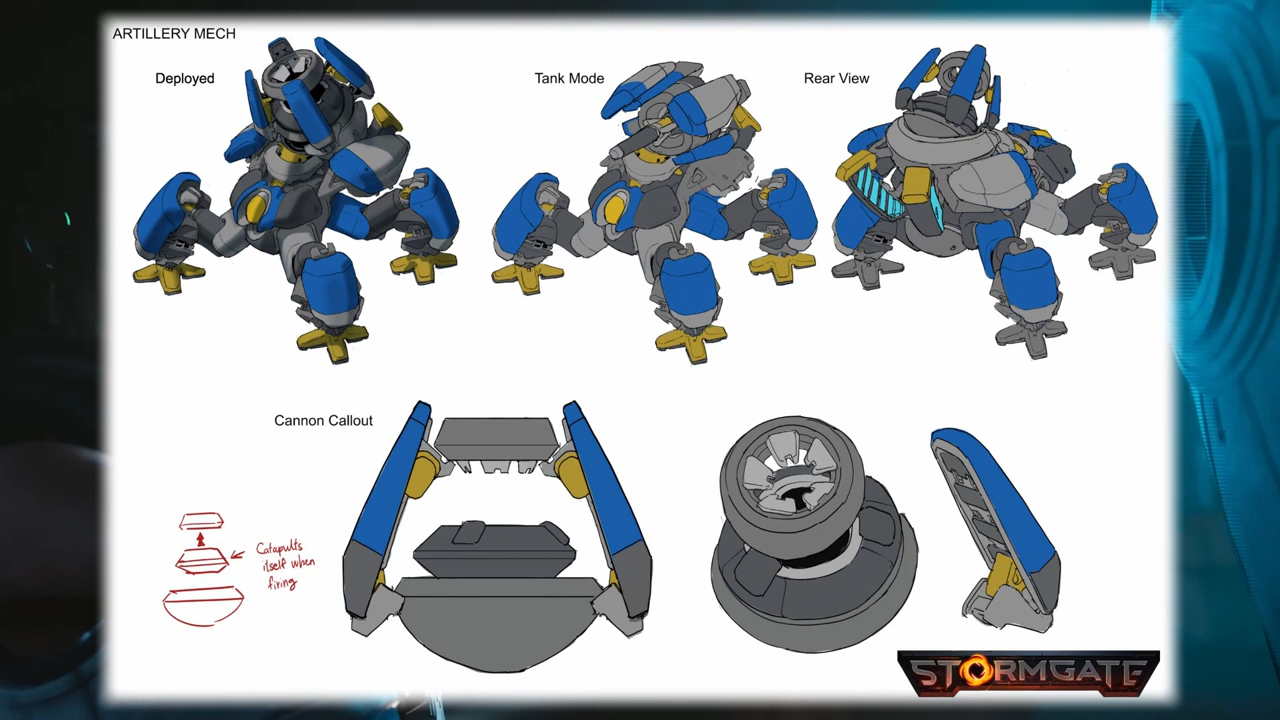 ARTILLERY MECH
Deployed
Tank Mode
Rear View
Cannon Callout
Catapults
itself when
firing
STORMGATE